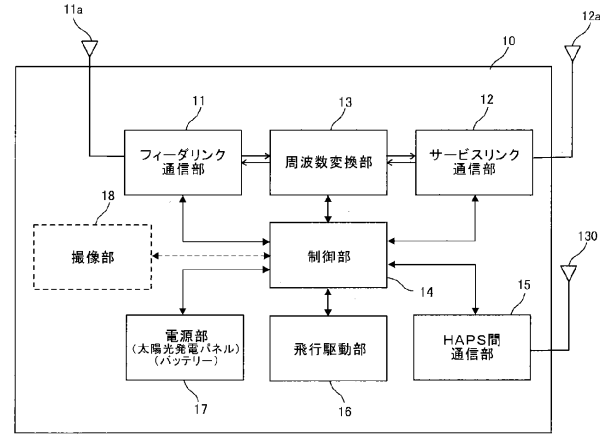 11a
12a
10
11
13
12
フィーダリンク
通信部
周波数変換部
サービスリンク
通信部
18
撮像部
制御部
14
130
15
電源部
(太陽光発電パネル)
(バッテリー)
飛行駆動部
HAPS間
通信部
17
16